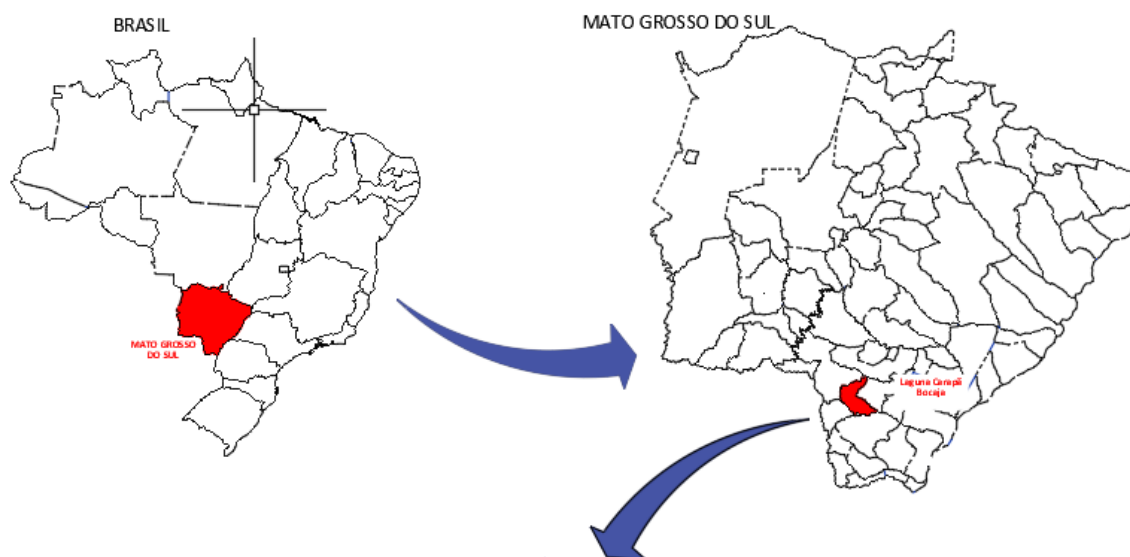 BRASIL
MATO GROSSO DO SUL
MATO GROSSO
DO SUL
Laguna Carapã
Bocaja